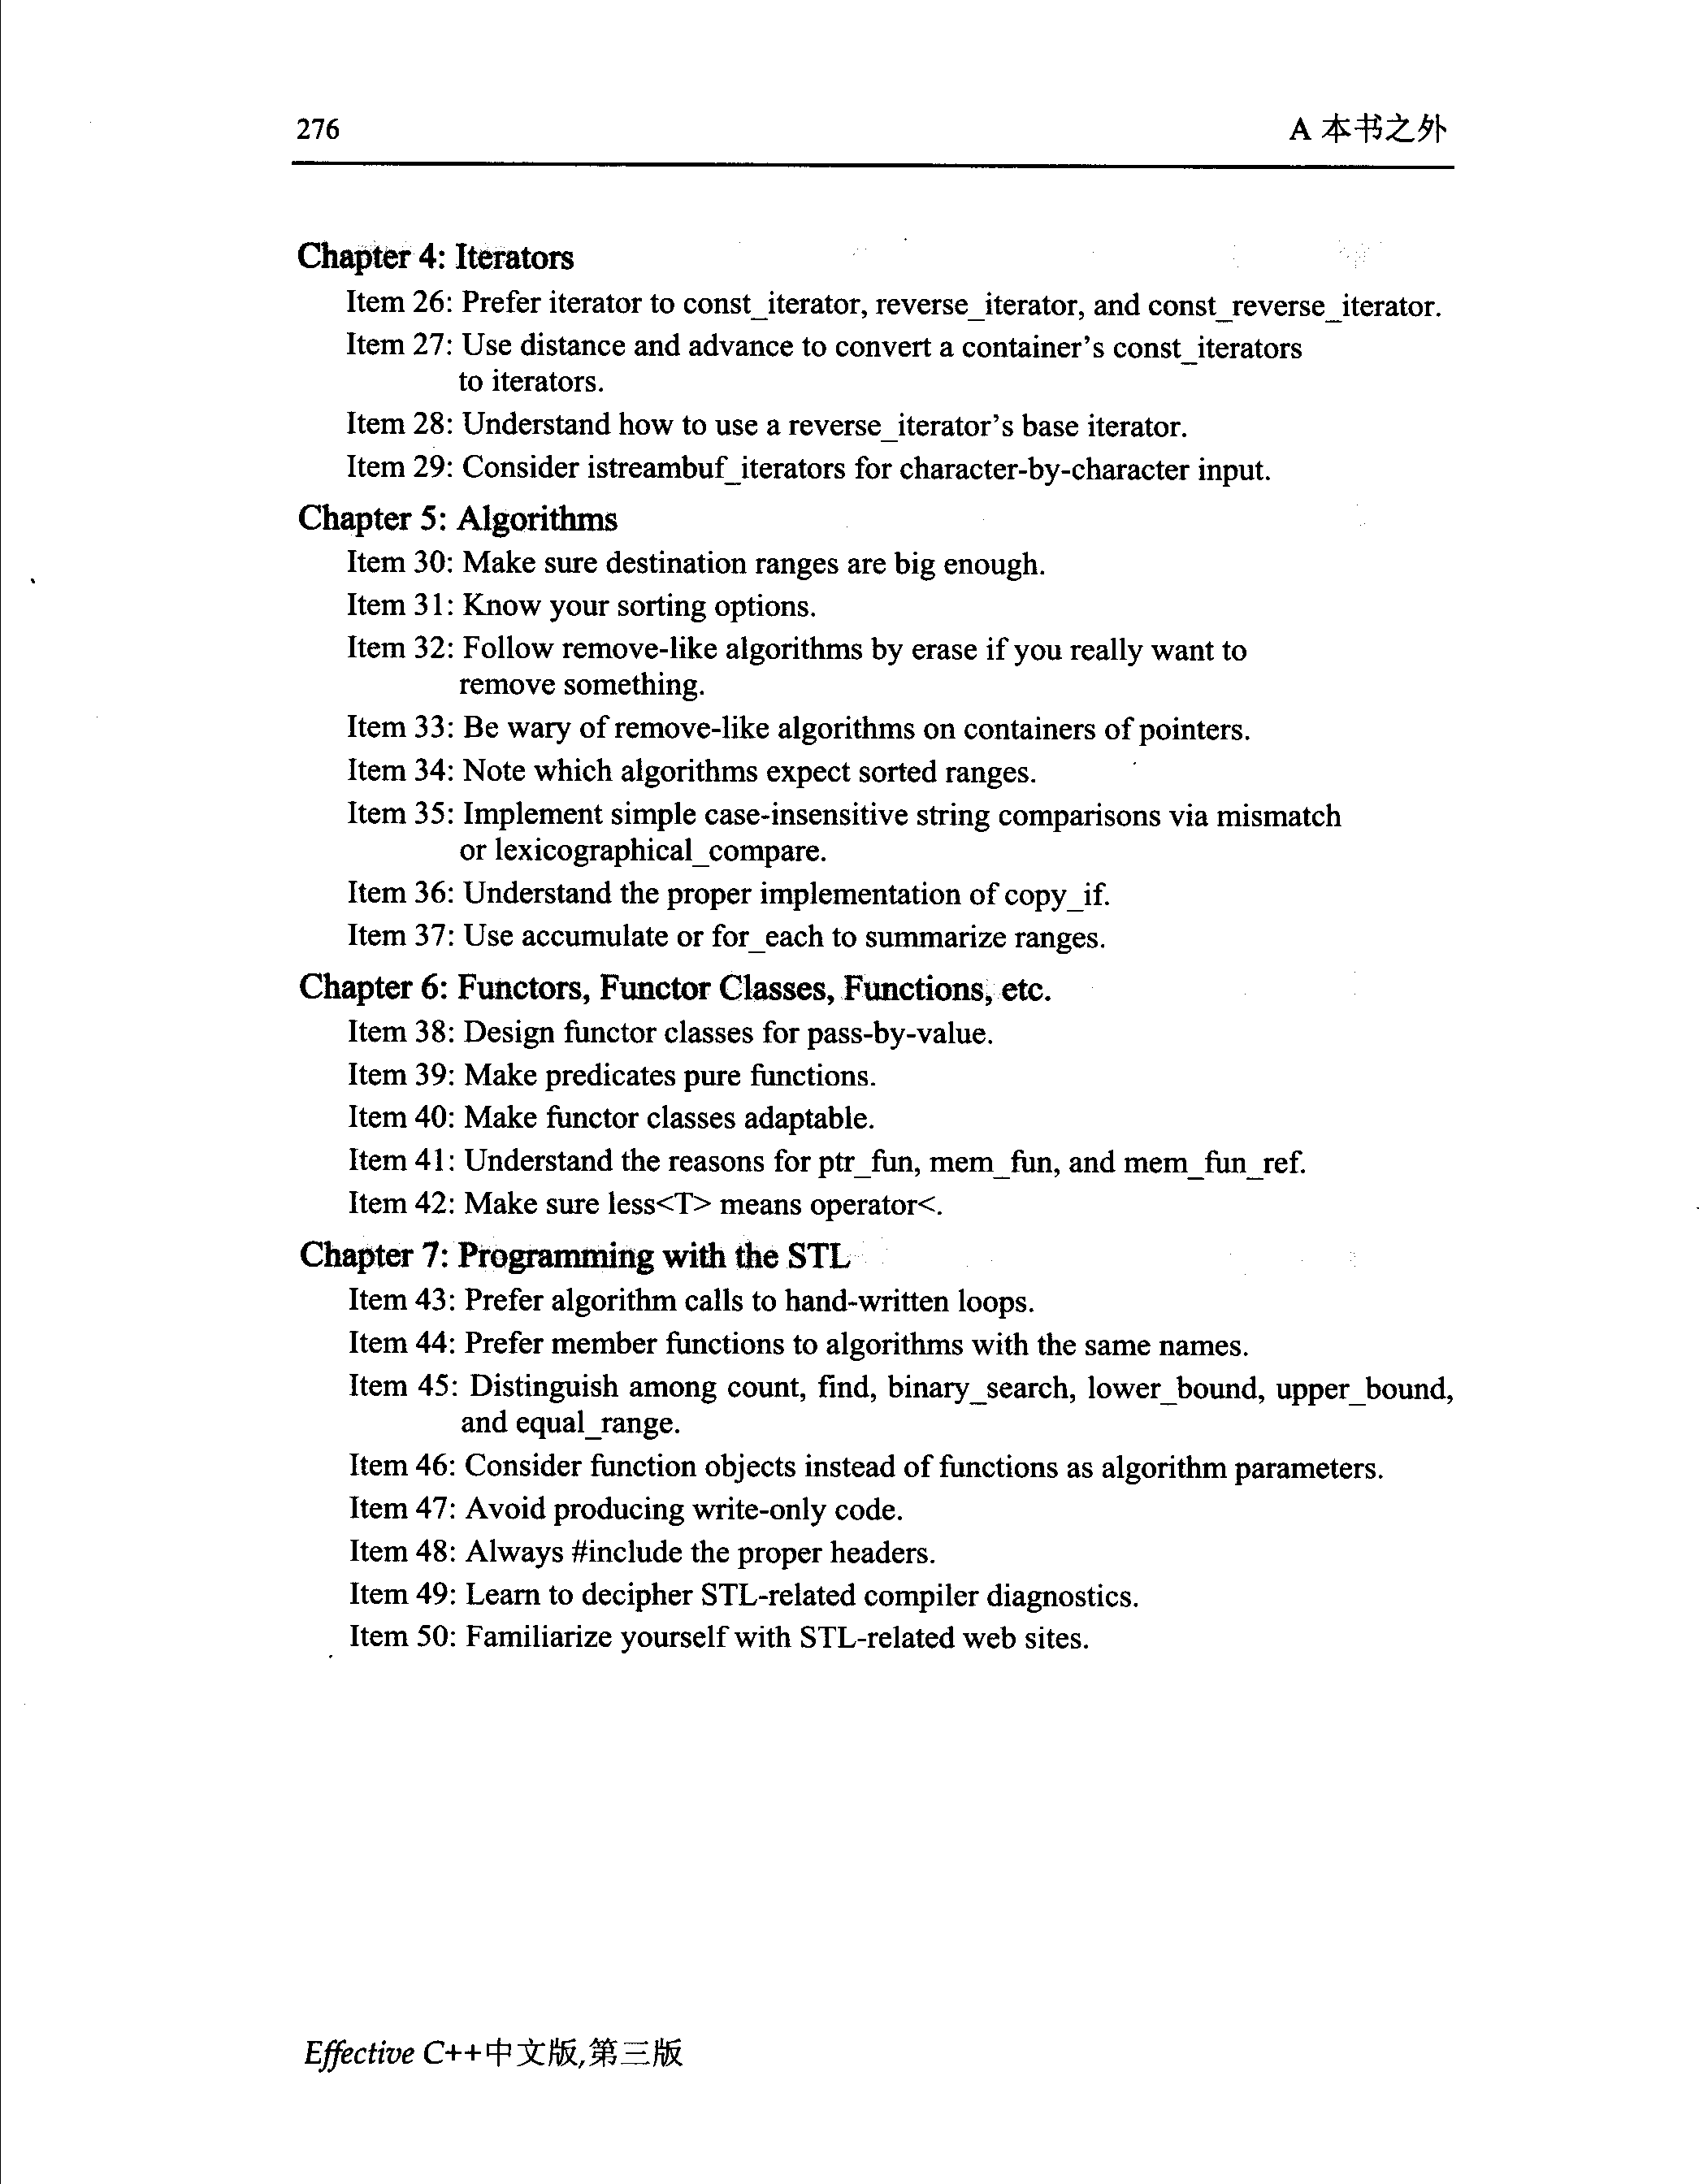 276
A 本书之外
Chapter 4: Iterators
Item 26: Prefer iterator to const_iterator, reverse_iterator, and const_reverse_iterator.
Item 27: Use distance and advance to convert a container's const_iterators
to iterators.
Item 28: Understand how to use a reverse_iterator's base iterator.
Item 29: Consider istreambuf_iterators for character-by-character input.
Chapter 5: Algorithms
Item 30: Make sure destination ranges are big enough.
Item 31: Know your sorting options.
Item 32: Follow remove-like algorithms by erase if you really want to
remove something.
Item 33: Be wary of remove-like algorithms on containers of pointers.
Item 34: Note which algorithms expect sorted ranges.
Item 35: Implement simple case-insensitive string comparisons via mismatch
or lexicographical_compare.
Item 36: Understand the proper implementation of copy_if.
Item 37: Use accumulate or for_each to summarize ranges.
Chapter 6: Functors, Functor Classes, Functions, etc.
Item 38: Design functor classes for pass-by-value.
Item 39: Make predicates pure functions.
Item 40: Make functor classes adaptable.
Item 41: Understand the reasons for ptr_fun, mem_fun, and mem_fun_ref.
Item 42: Make sure less<T> means operator<.
Chapter 7: Programming with the STL
Item 43: Prefer algorithm calls to hand-written loops.
Item 44: Prefer member functions to algorithms with the same names.
Item 45: Distinguish among count, find, binary_search, lower_bound, upper_bound,
and equal_range.
Item 46: Consider function objects instead of functions as algorithm parameters.
Item 47: Avoid producing write-only code.
Item 48: Always #include the proper headers.
Item 49: Learn to decipher STL-related compiler diagnostics.
Item 50: Familiarize yourself with STL-related web sites.
Effective C++中文版,第三版